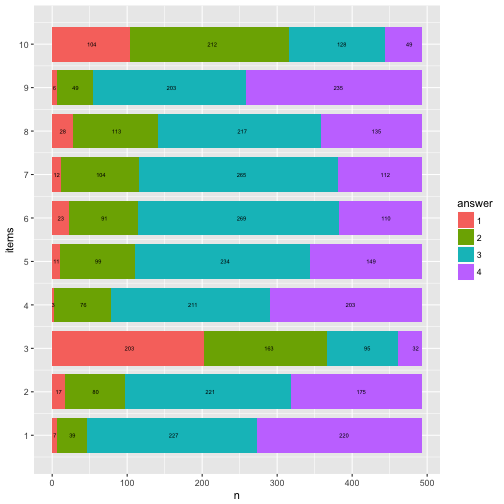 10 104 212 128 49
9 6 49 203 235
8 28 113 217 135
7 12 104 265 112
6 23 91 269 110
5 11 99 234 149
4 3 76 211 203
3 203 163 95 32
2 17 80 221 175
1 7 39 227 220
items
0 100 200 300 400 500
n
answer
1
2
3
4